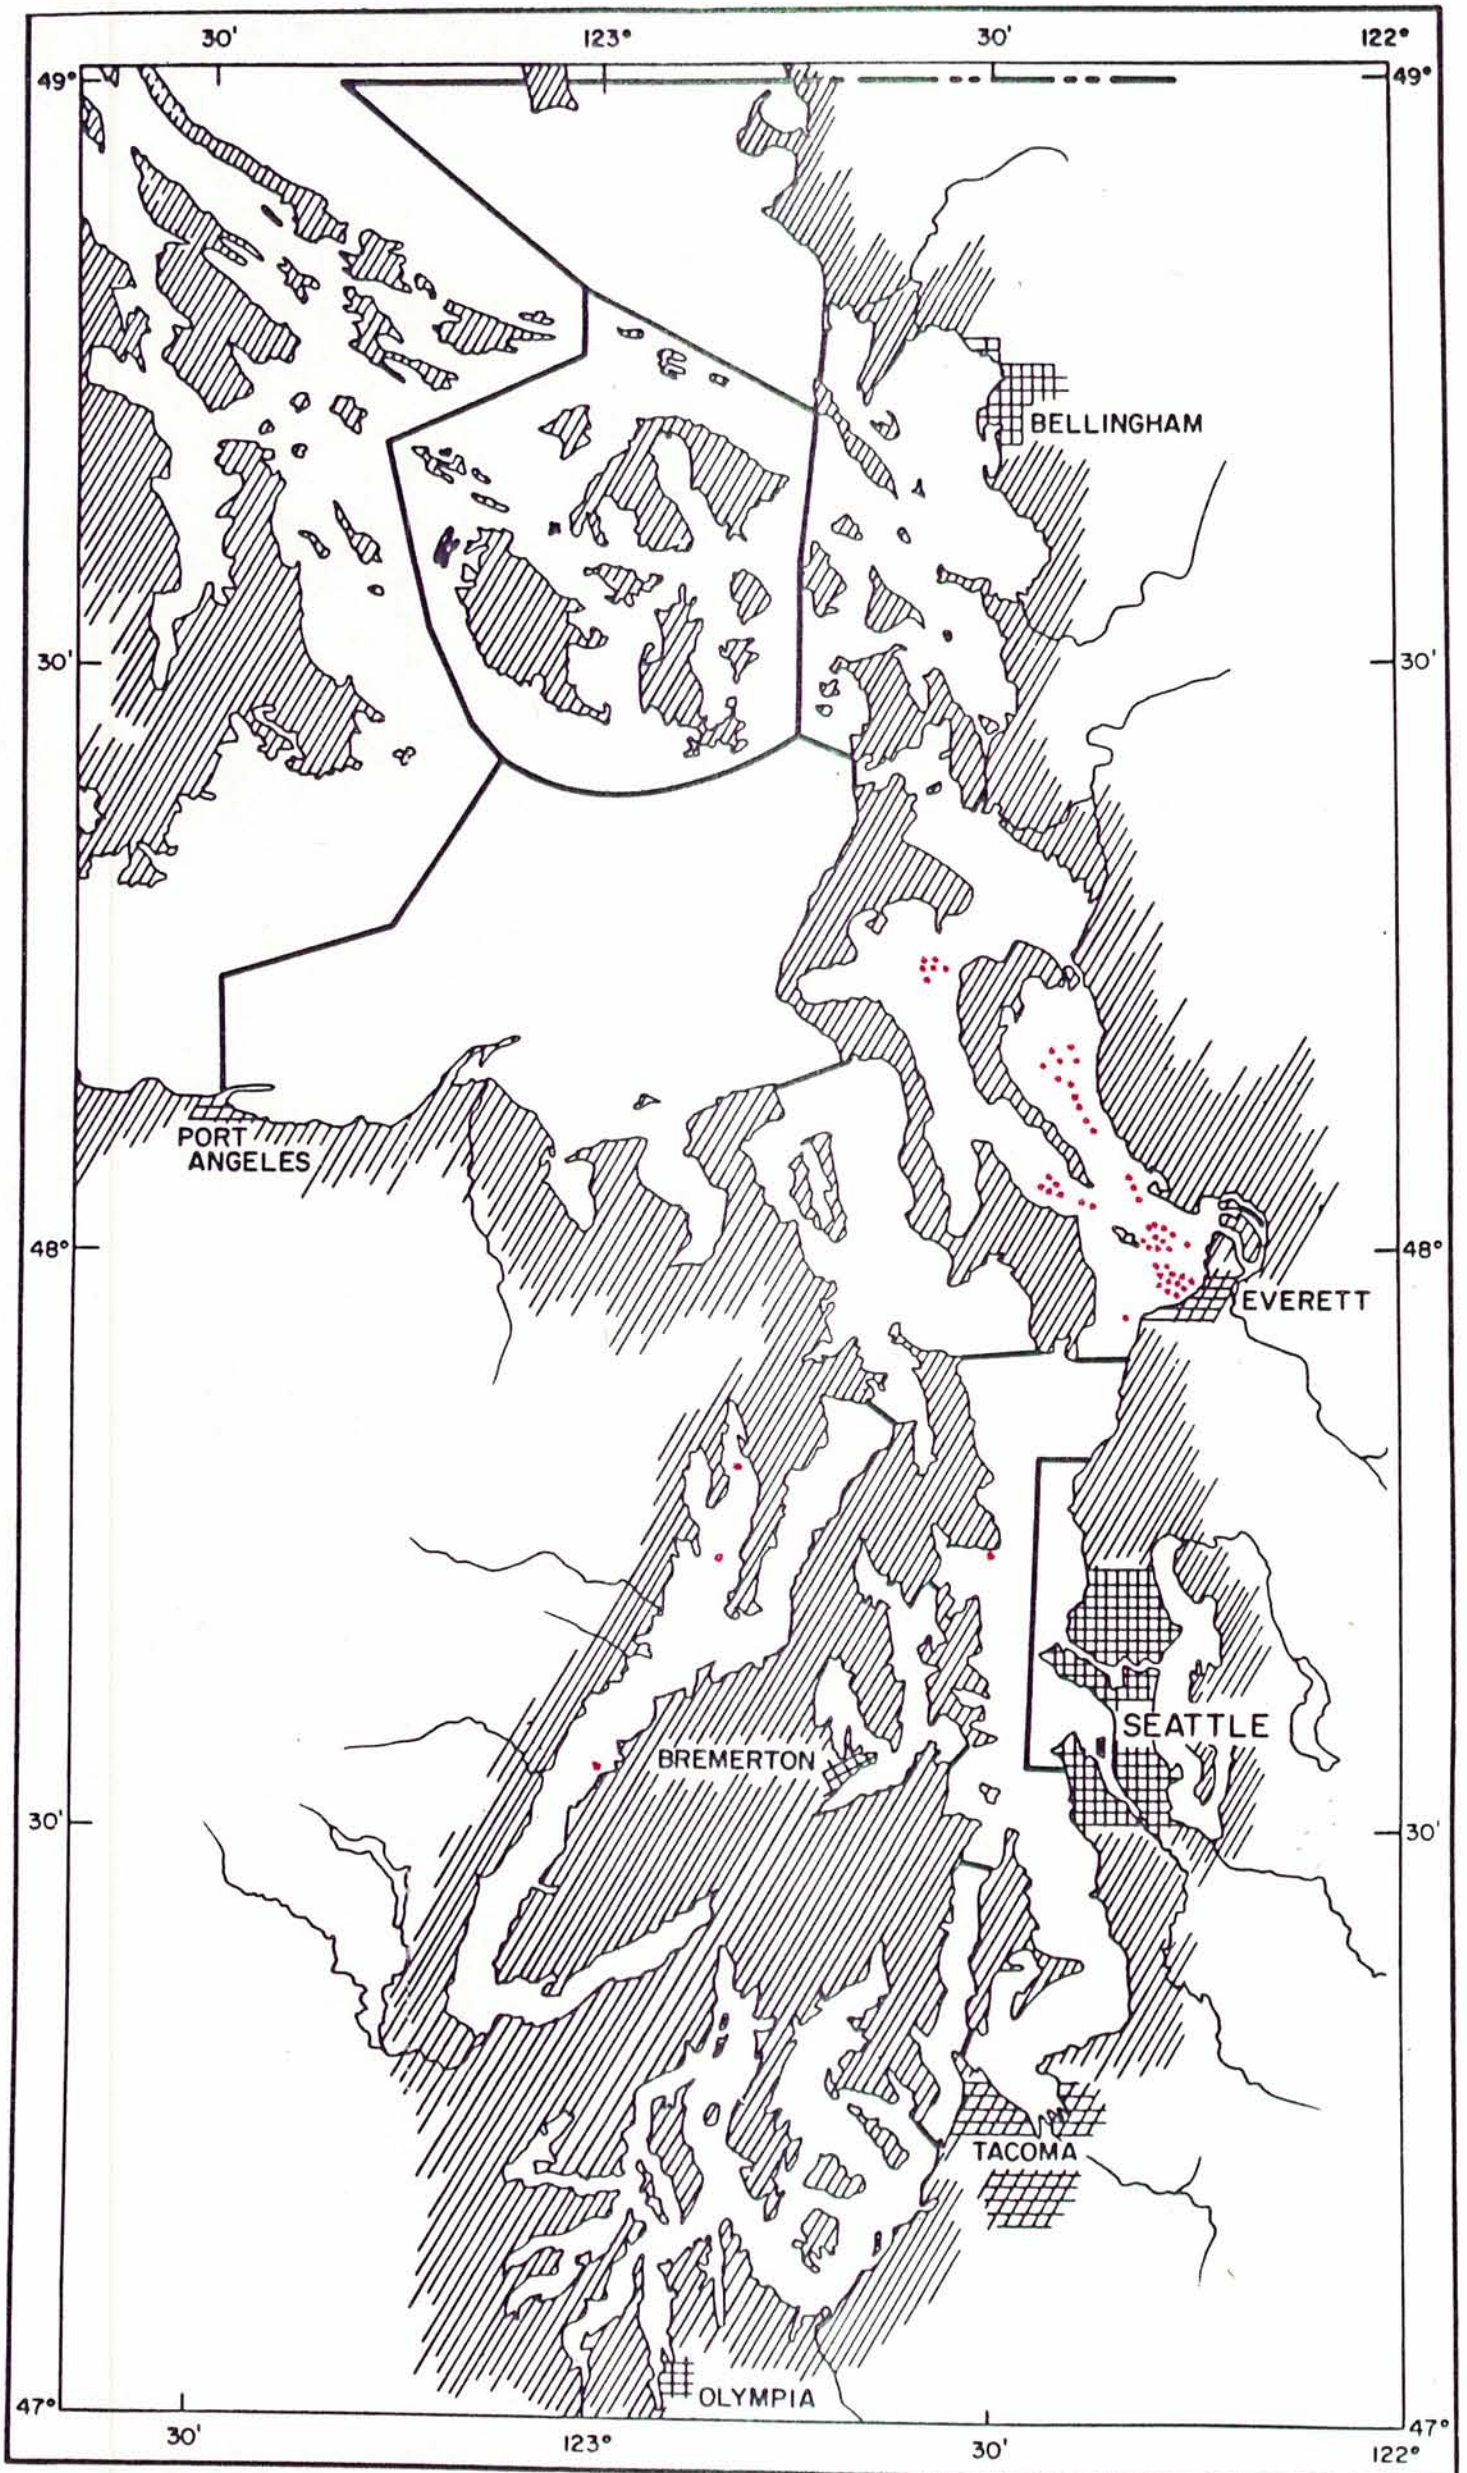 30' 123° 30' 122°
49° 49°
BELLINGHAM
30' 30'
PORT
ANGELES
48° 48°
EVERETT
SEATTLE
BREMERTON
30' 30'
TACOMA
OLYMPIA
47° 47°
30' 123° 30' 122°